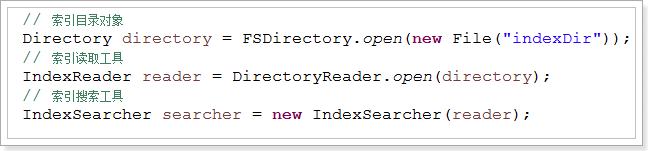 // 索引目录对象
Directory directory = FSDirectory.open(new File("indexDir"));
// 索引读取工具
IndexReader reader = DirectoryReader.open(directory);
// 索引搜索工具
IndexSearcher searcher = new IndexSearcher(reader);